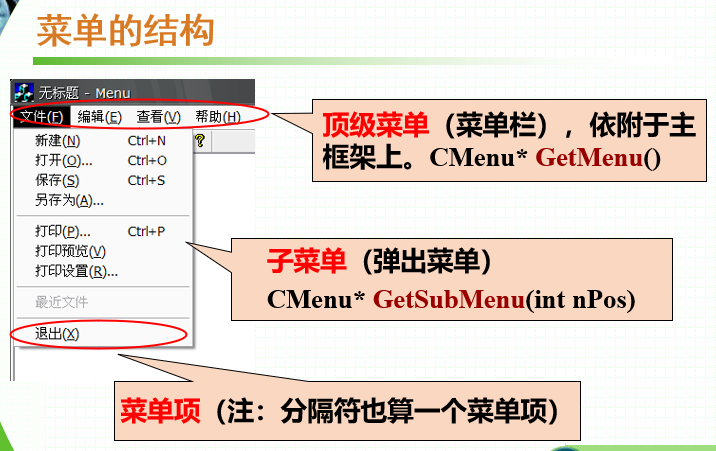 菜单的结构
无标题 - Menu
文件(F) 编辑(E) 查看(V) 帮助(H)
新建(N) Ctrl+N
打开(O)... Ctrl+O
保存(S) Ctrl+S
另存为(A)...
打印(P)... Ctrl+P
打印预览(V)
打印设置(R)...
最近文件
退出(X)
顶级菜单（菜单栏），依附于主
框架上。CMenu* GetMenu()
子菜单（弹出菜单）
CMenu* GetSubMenu(int nPos)
菜单项（注：分隔符也算一个菜单项）